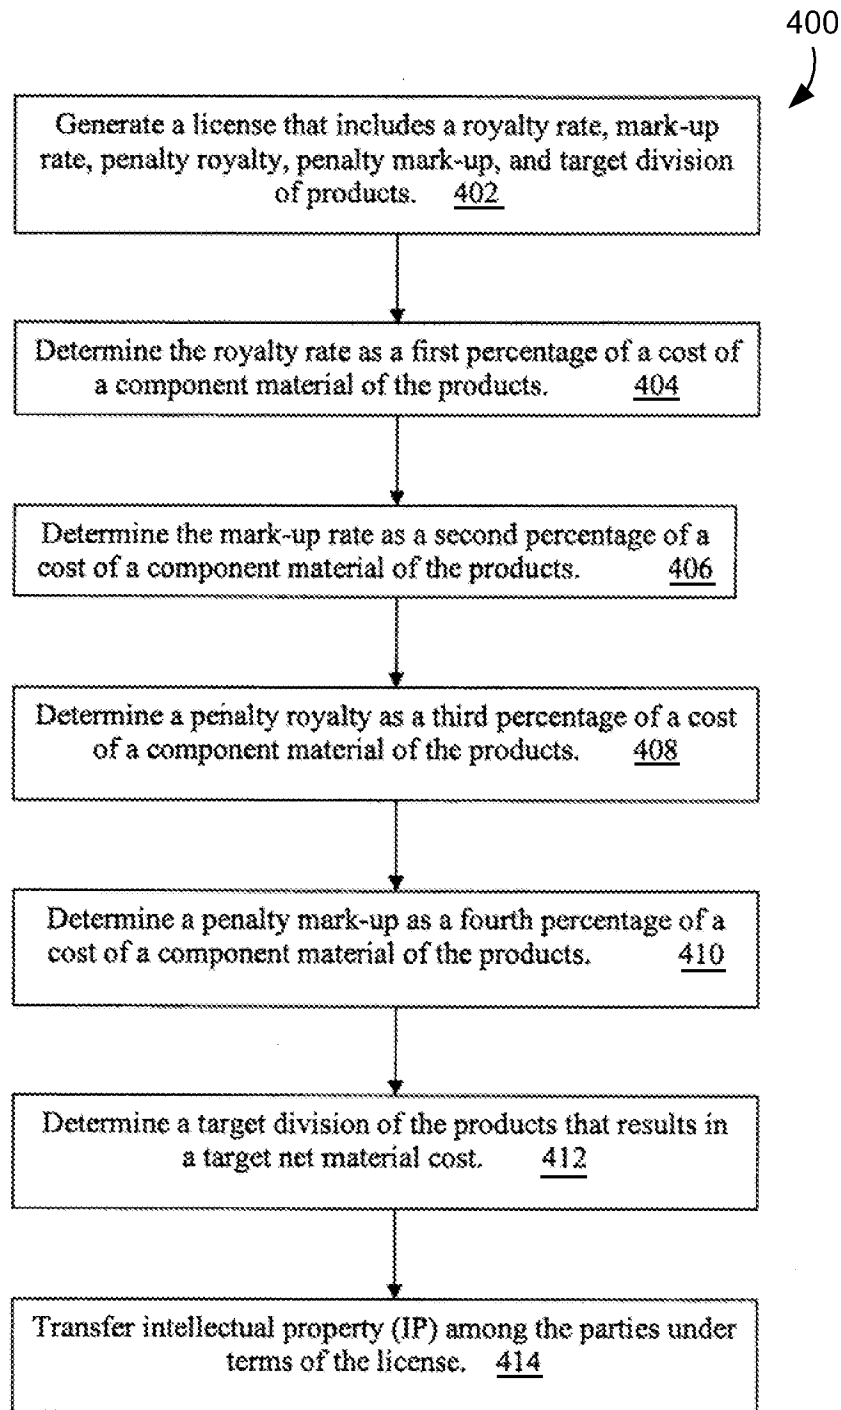 400
Generate a license that includes a royalty rate, mark-up
rate, penalty royalty, penalty mark-up, and target division
of products. 402
Determine the royalty rate as a first percentage of a cost of
a component material of the products. 404
Determine the mark-up rate as a second percentage of a
cost of a component material of the products. 406
Determine a penalty royalty as a third percentage of a cost
of a component material of the products. 408
Determine a penalty mark-up as a fourth percentage of a
cost of a component material of the products. 410
Determine a target division of the products that results in
a target net material cost. 412
Transfer intellectual property (IP) among the parties under
terms of the license. 414